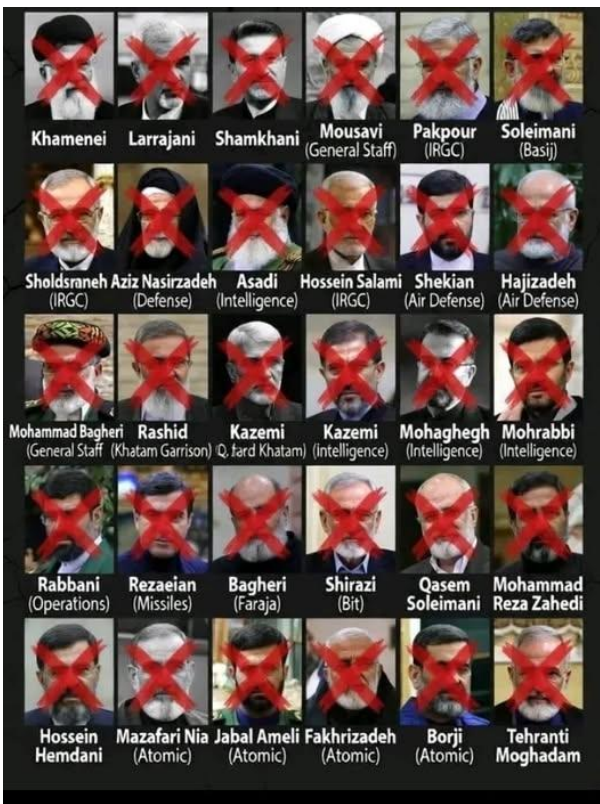 Khamenei Larrajani Shamkhani Mousavi Pakpour Soleimani
(General Staff) (IRGC) (Basij)
Sholdsraneh Aziz Nasirzadeh Asadi Hossein Salami Shekian Hajizadeh
(IRGC) (Defense) (Intelligence) (IRGC) (Air Defense) (Air Defense)
Mohammad Bagheri Rashid Kazemi Kazemi Mohaghegh Mohrabbi
(General Staff (Khatam Garrison) Khatam) (intelligence) (Intelligence) (Intelligence)
Rabbani Rezaeian Bagheri Shirazi Qasem Mohammad
(Operations) (Missiles) (Faraja) (Bit) Soleimani Reza Zahedi
Hossein Mazafari Nia Jabal Ameli Fakhrizadeh Borji Tehranti
Hemdani (Atomic) (Atomic) (Atomic) (Atomic) Moghadam